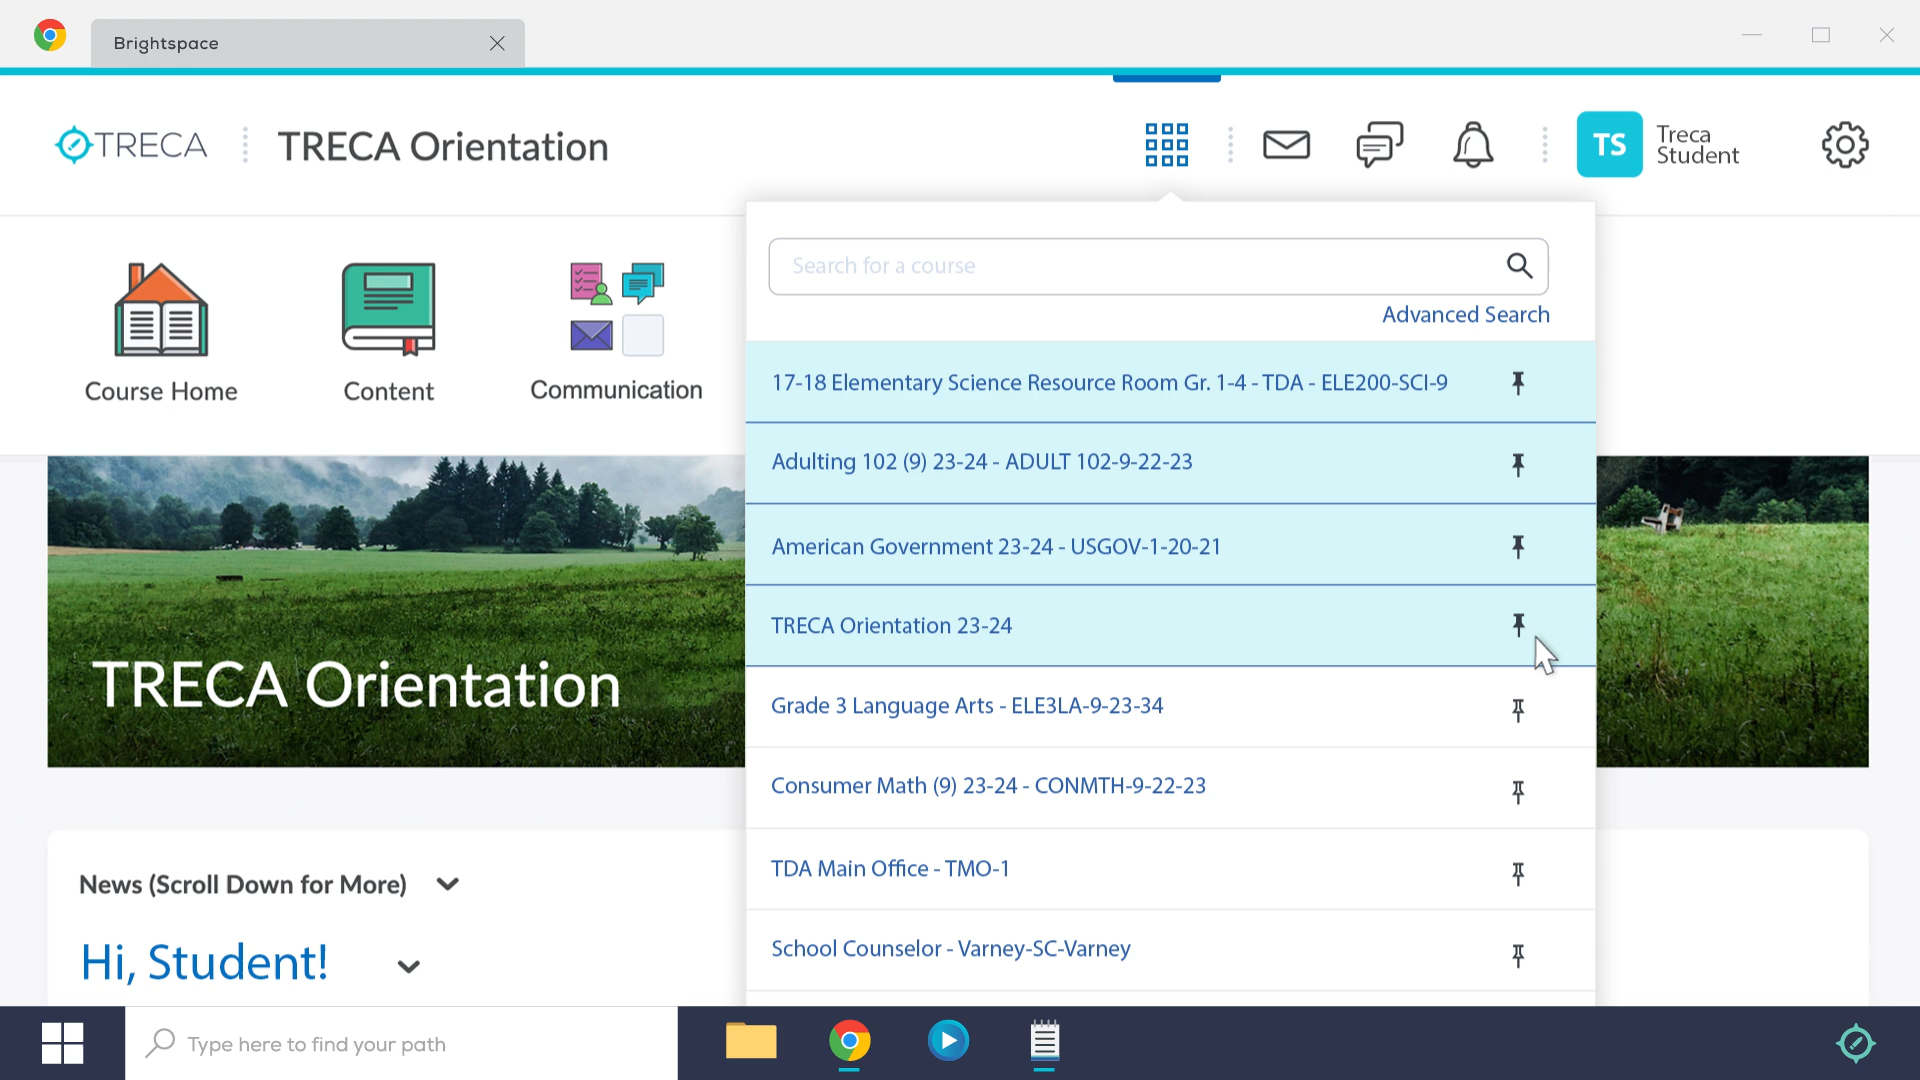 Brightspace
TRECA
TRECA Orientation
TS
Treca
Student
Search for a course
Advanced Search
Course Home
Content
Communication
17-18 Elementary Science Resource Room Gr. 1-4 - TDA - ELE200-SCI-9
Adulting 102 (9) 23-24 - ADULT 102-9-22-23
American Government 23-24 - USGOV-1-20-21
TRECA Orientation 23-24
Grade 3 Language Arts - ELE3LA-9-23-34
Consumer Math (9) 23-24 - CONMTH-9-22-23
TDA Main Office - TMO-1
School Counselor - Varney-SC-Varney
TRECA Orientation
News (Scroll Down for More)
Hi, Student!
Type here to find your path